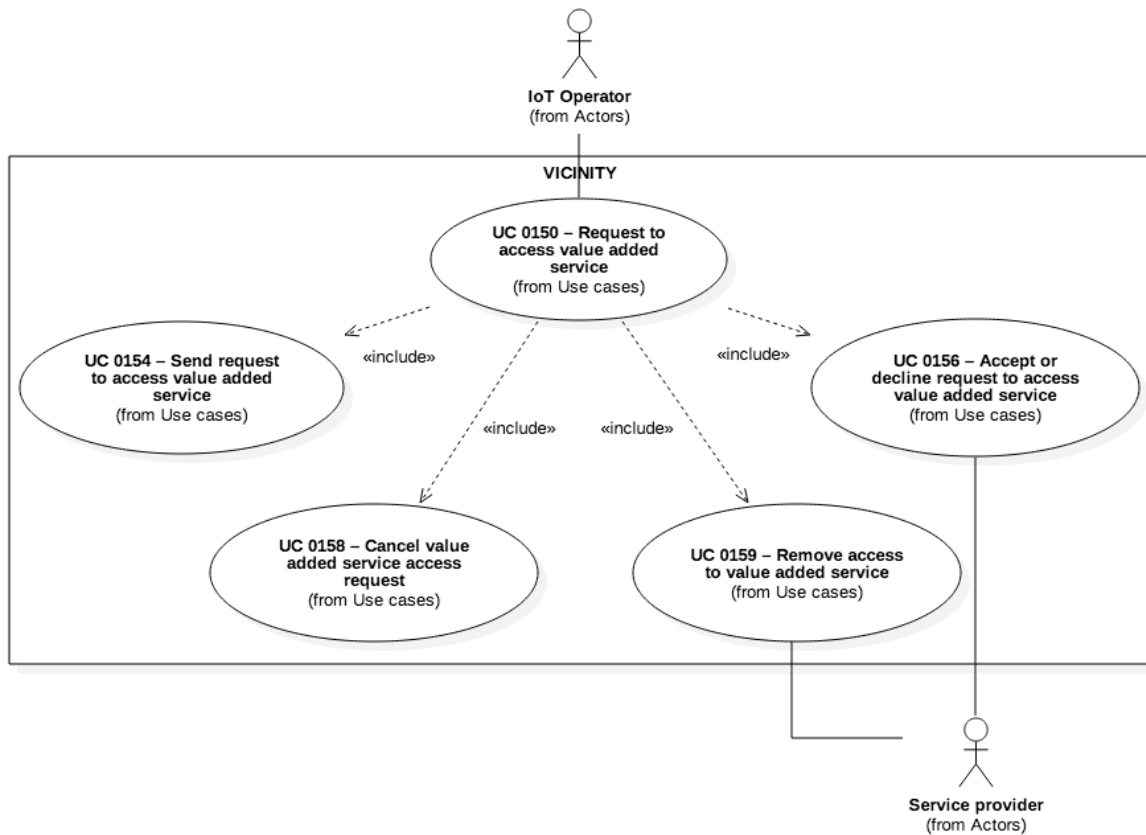 IoT Operator
(from Actors)
VICINITY
UC 0150 – Request to
access value added
service
(from Use cases)
«include»
«include»
«include»
«include»
UC 0154 – Send request
to access value added
service
(from Use cases)
UC 0156 – Accept or
decline request to access
value added service
(from Use cases)
UC 0158 – Cancel value
added service access
request
(from Use cases)
UC 0159 – Remove access
to value added service
(from Use cases)
Service provider
(from Actors)